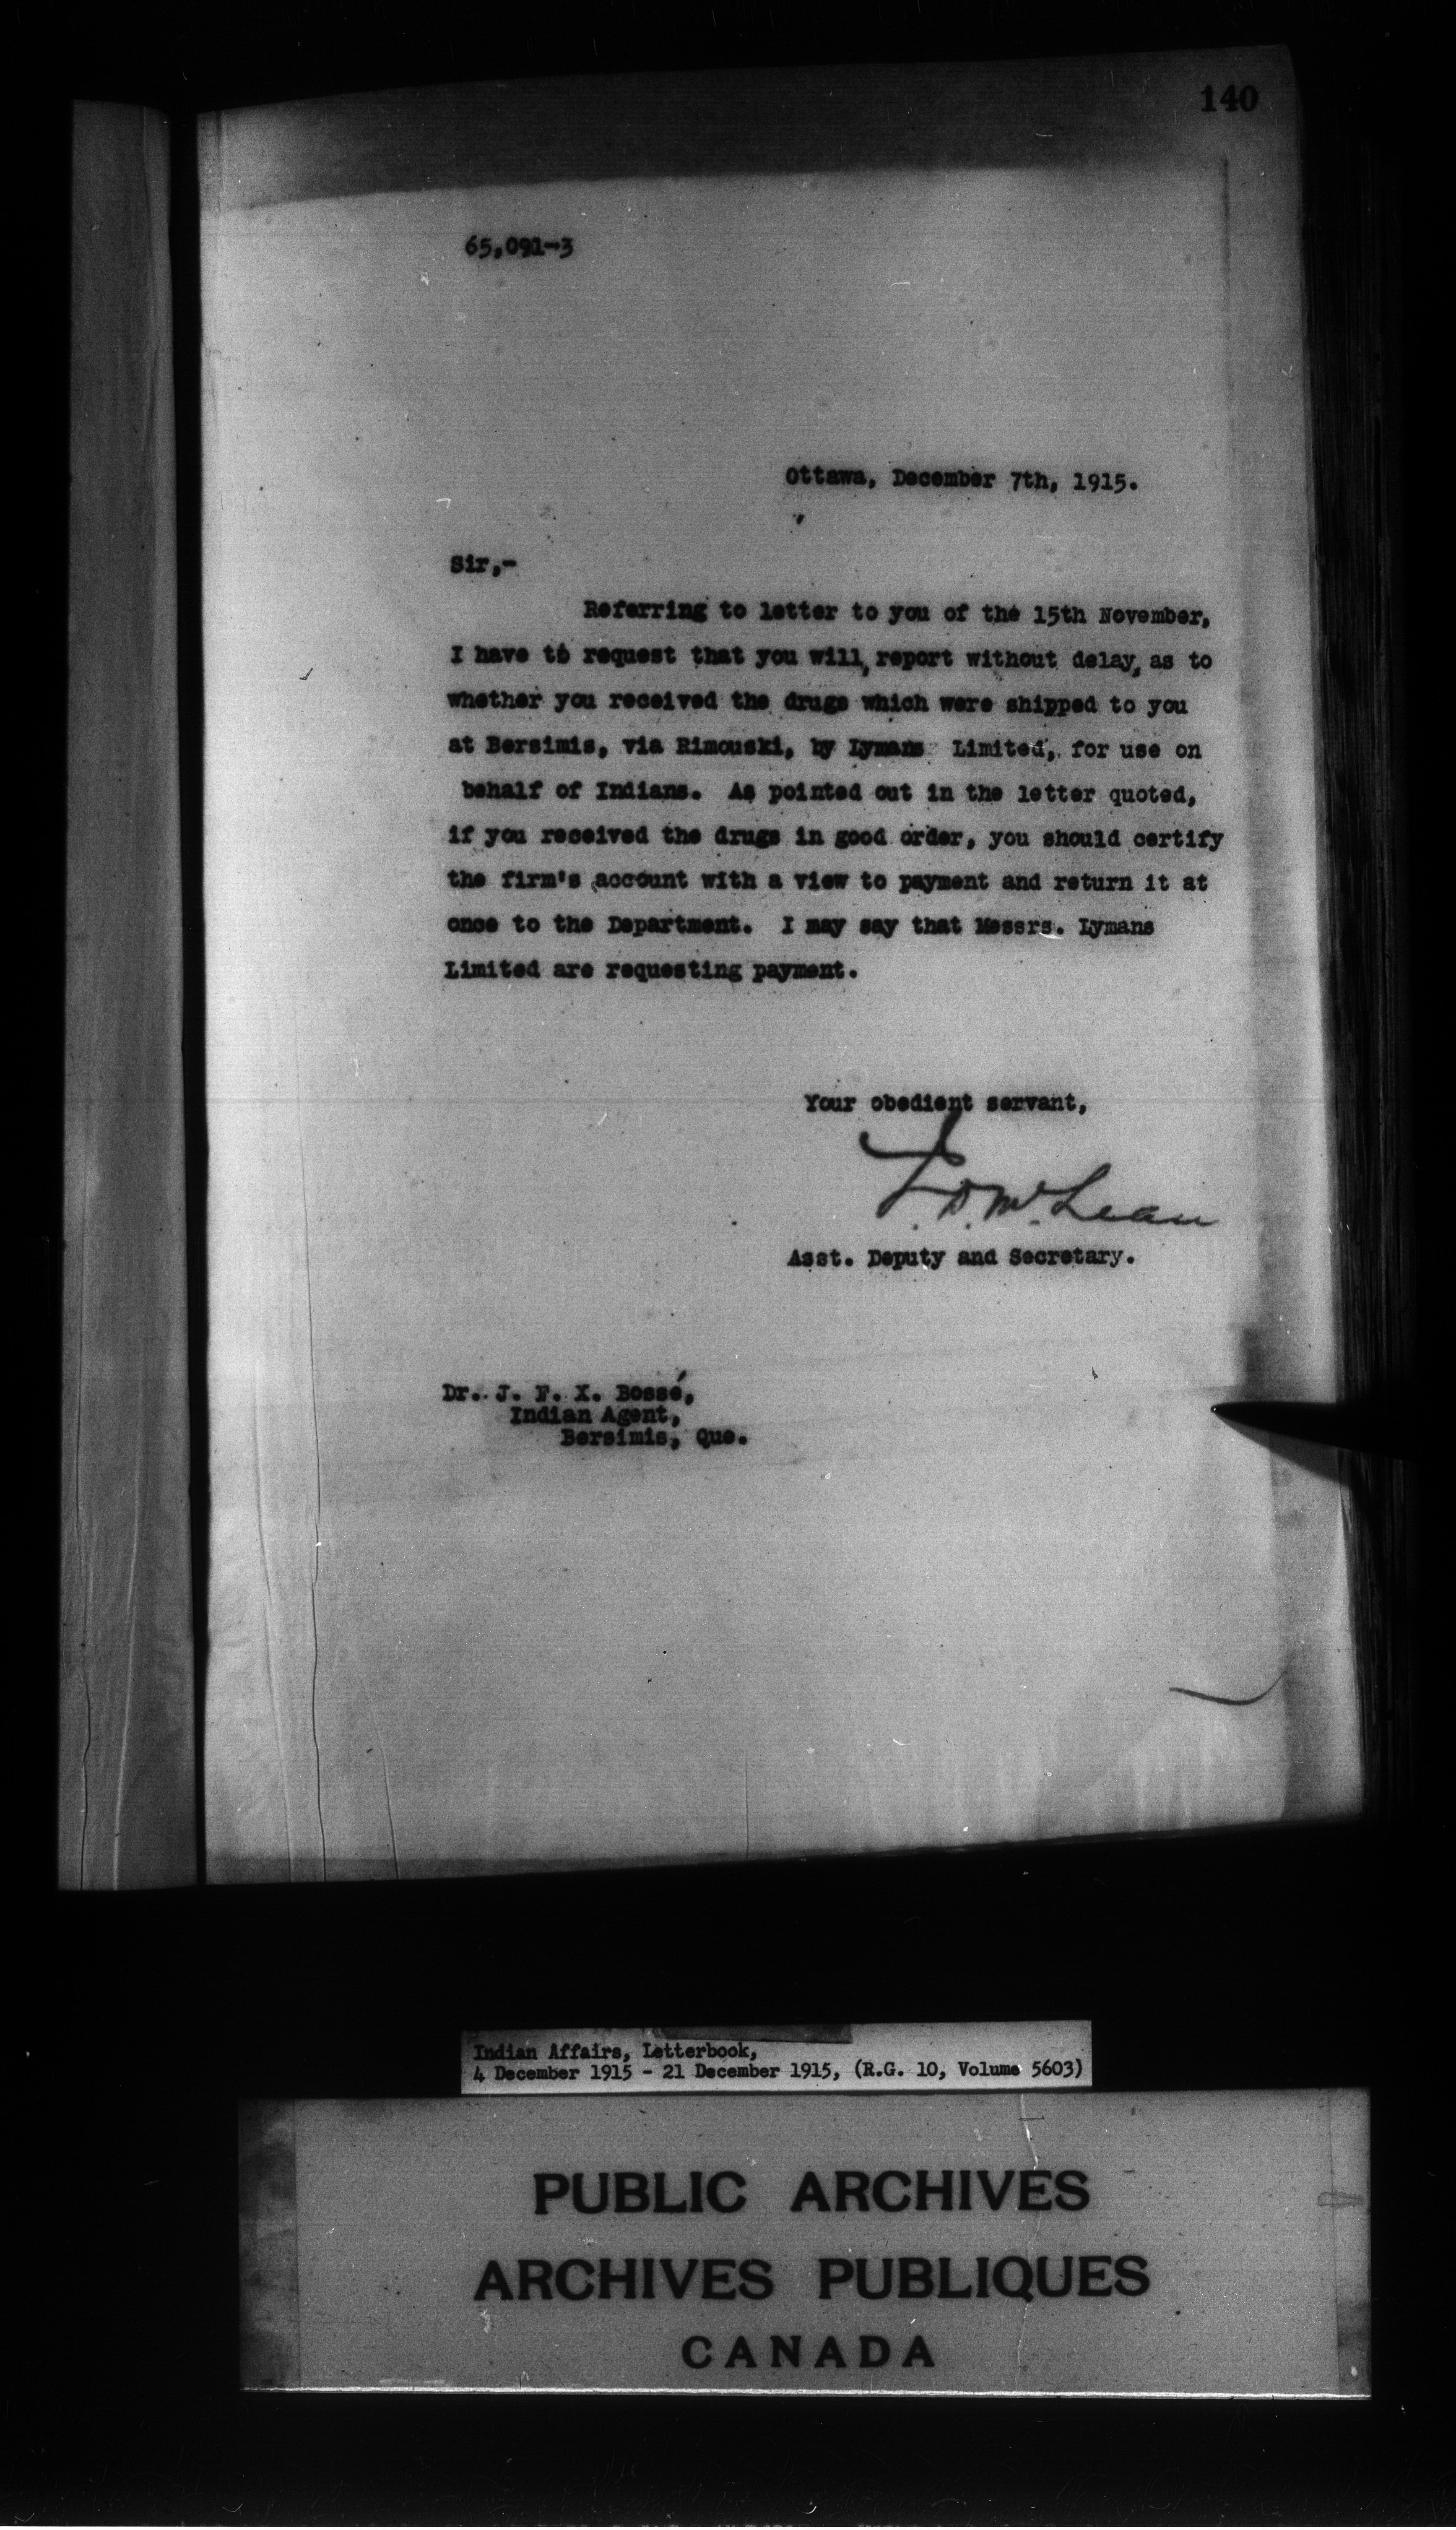 140
65,091-3
Ottawa, December 7th, 1915.
Sir,-
Referring to letter to you of the 15th November,
I have to request that you will, report without delay, as to
whether you received the drugs which were shipped to you
at Bersimis, via Rimouski, by Lymans Limited, for use on
behalf of Indians. As pointed out in the letter quoted,
if you received the drugs in good order, you should certify
the firm's account with a view to payment and return it at
once to the Department. I may say that Messrs. Lymans
Limited are requesting payment.
Your obedient servant,
J. D. McLean
Asst. Deputy and Secretary.
Dr. J. F. X. Bossé,
Indian Agent,
Bersimis, Que.
Indian Affairs, Letterbook,
4 December 1915 - 21 December 1915, (R.G. 10, Volume 5603)
PUBLIC ARCHIVES
ARCHIVES PUBLIQUES
CANADA